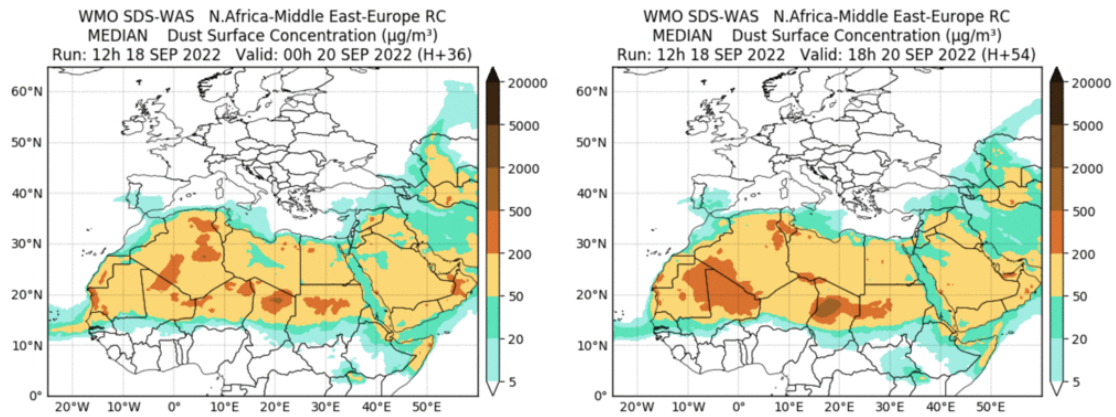 WMO SDS-WAS N.Africa-Middle East-Europe RC
MEDIAN Dust Surface Concentration (µg/m³)
Run: 12h 18 SEP 2022 Valid: 00h 20 SEP 2022 (H+36)
60°N
50°N
40°N
30°N
20°N
10°N
0°
20°W
10°W
0°
10°E
20°E
30°E
40°E
50°E
20000
5000
2000
500
200
50
20
5
WMO SDS-WAS N.Africa-Middle East-Europe RC
MEDIAN Dust Surface Concentration (µg/m³)
Run: 12h 18 SEP 2022 Valid: 18h 20 SEP 2022 (H+54)
60°N
50°N
40°N
30°N
20°N
10°N
0°
20°W
10°W
0°
10°E
20°E
30°E
40°E
50°E
20000
5000
2000
500
200
50
20
5